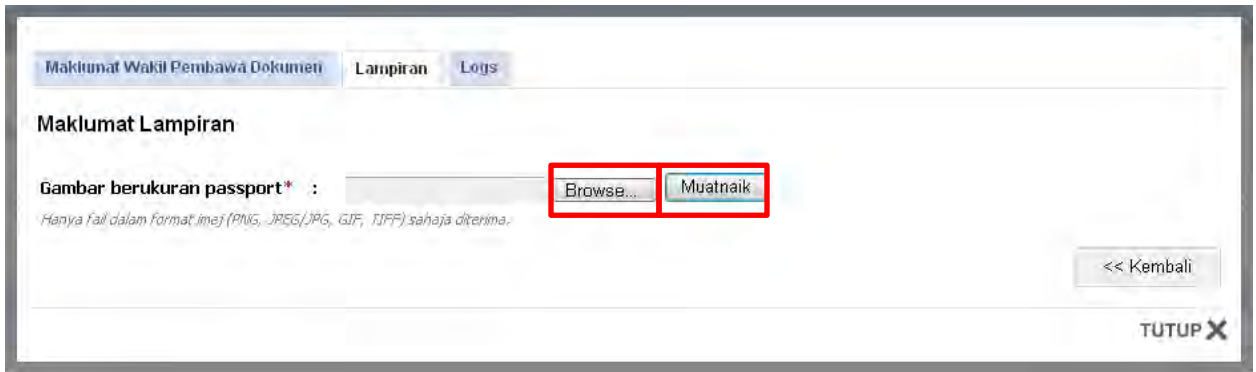 Maklumat Wakil Pembawa Dokumen Lampiran Logs
Maklumat Lampiran
Gambar berukuran passport* : Browse... Muatnaik
Hanya fail dalam format imej (PNG, JPEG/JPG, GIF, TIFF) sahaja diterima.
<< Kembali
TUTUP X